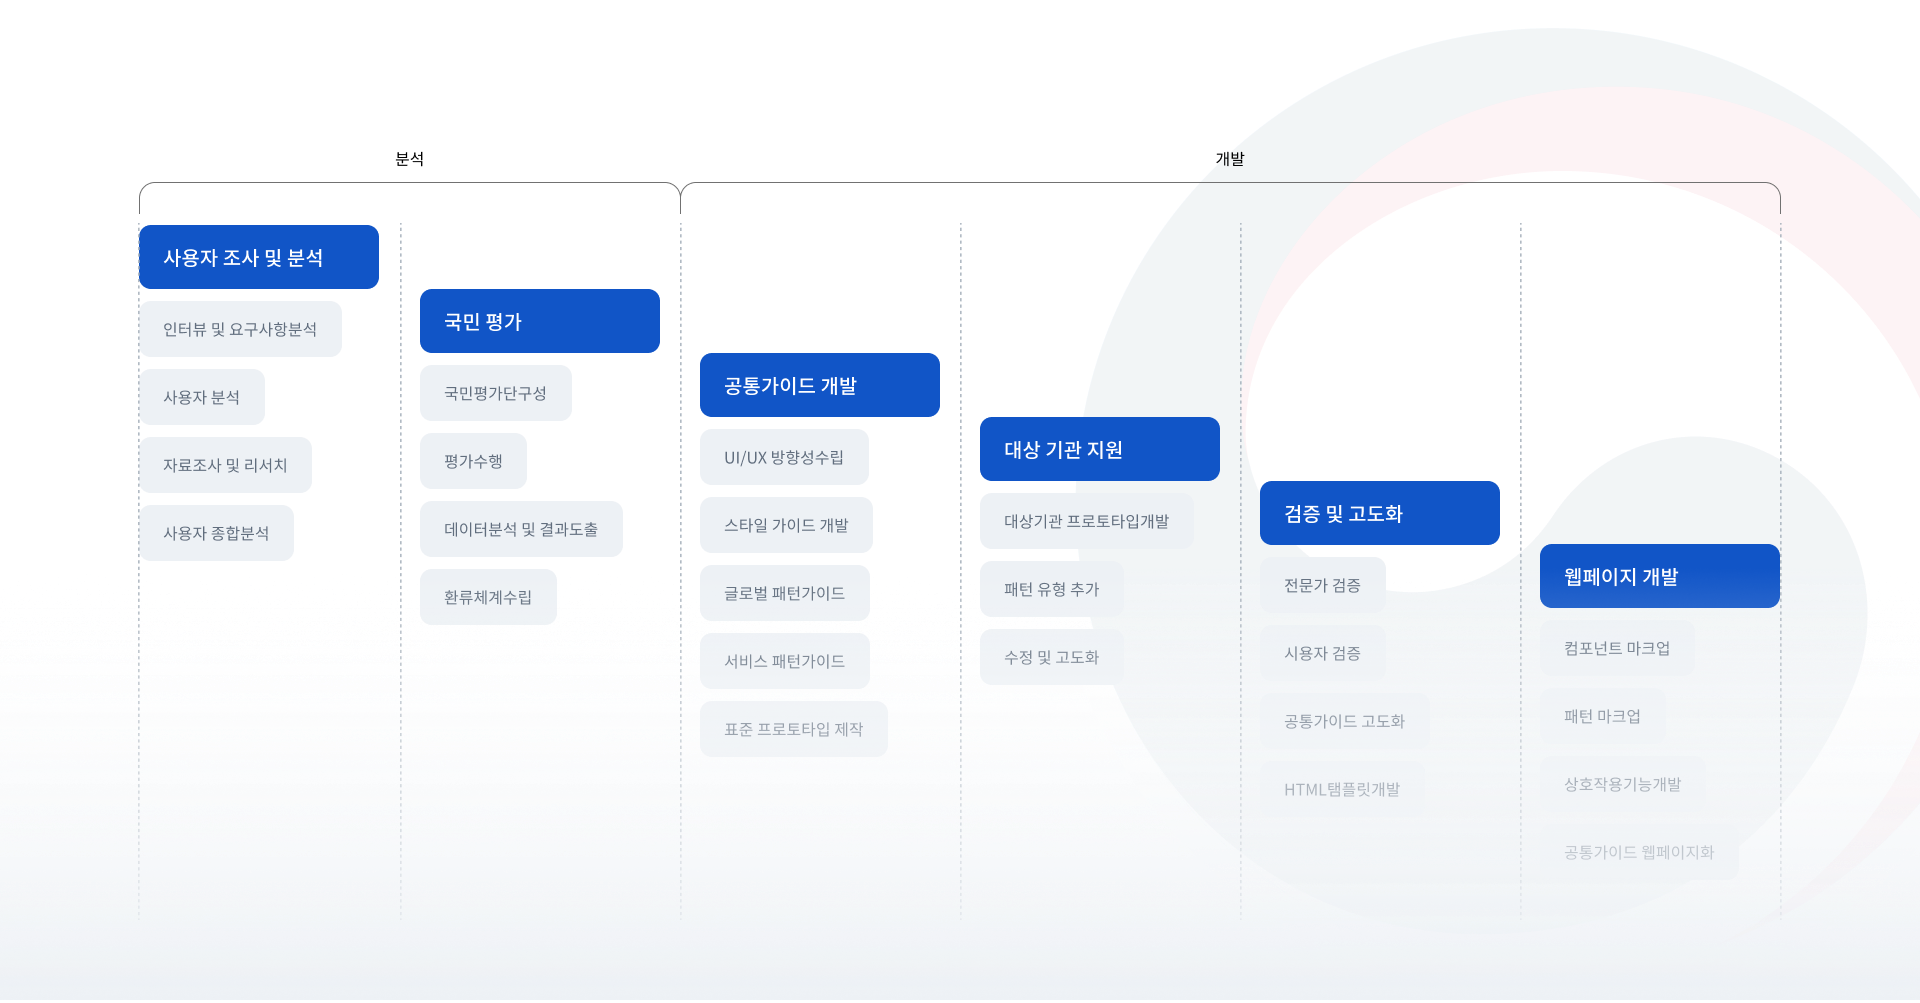 분석
개발
사용자 조사 및 분석
인터뷰 및 요구사항분석
사용자 분석
자료조사 및 리서치
사용자 종합분석
국민 평가
국민평가단구성
평가수행
데이터분석 및 결과도출
환류체계수립
공통가이드 개발
UI/UX 방향성수립
스타일 가이드 개발
글로벌 패턴가이드
서비스 패턴가이드
표준 프로토타입 제작
대상 기관 지원
대상기관 프로토타입개발
패턴 유형 추가
수정 및 고도화
검증 및 고도화
전문가 검증
시용자 검증
공통가이드 고도화
HTML탬플릿개발
웹페이지 개발
컴포넌트 마크업
패턴 마크업
상호작용기능개발
공통가이드 웹페이지화